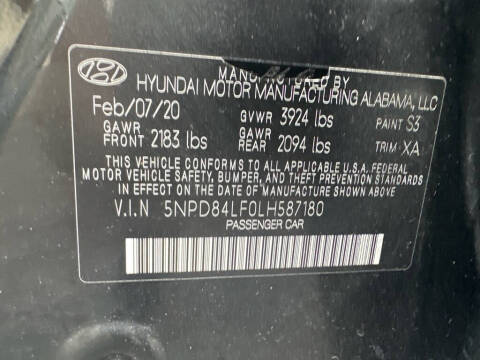 MANUFACTURED BY
HYUNDAI MOTOR MANUFACTURING ALABAMA, LLC
Feb/07/20 GVWR 3924 lbs PAINT S3
GAWR FRONT 2183 lbs GAWR REAR 2094 lbs TRIM XA
THIS VEHICLE CONFORMS TO ALL APPLICABLE U.S.A. FEDERAL
MOTOR VEHICLE SAFETY, BUMPER, AND THEFT PREVENTION STANDARDS
IN EFFECT ON THE DATE OF MANUFACTURE SHOWN ABOVE
V.I.N 5NPD84LF0LH587180
PASSENGER CAR